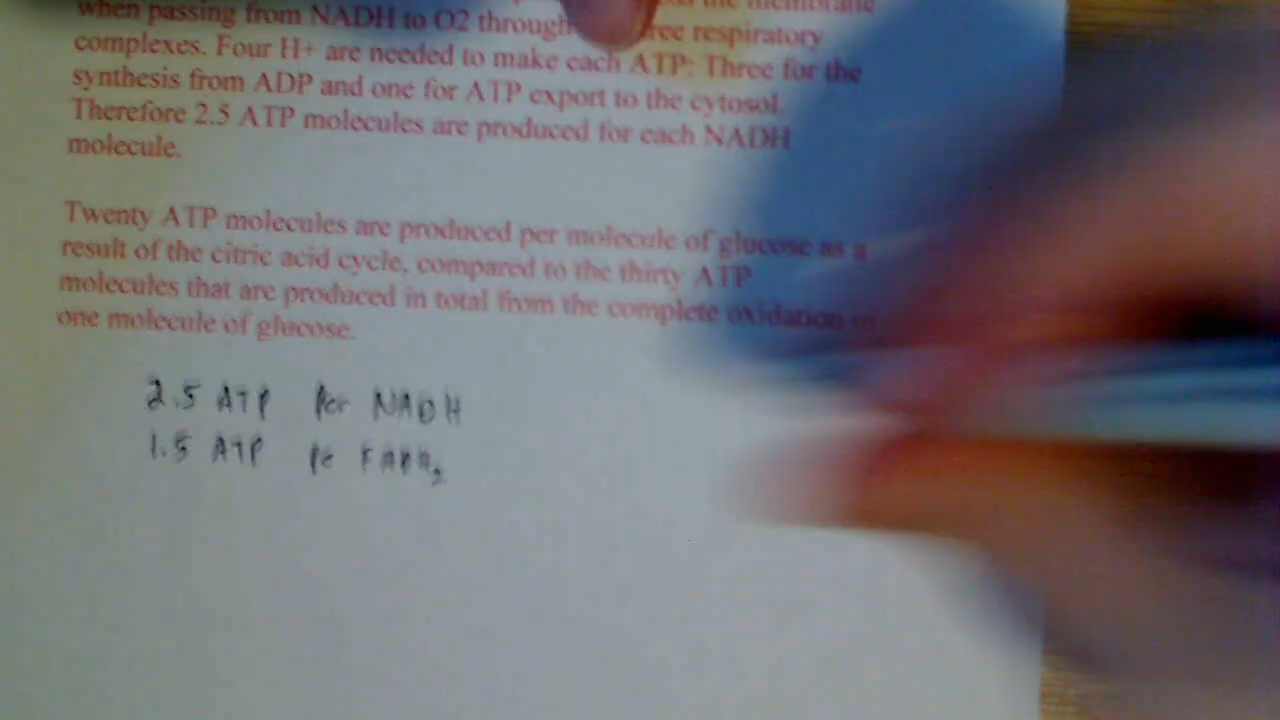 when passing from NADH to O2 through
respiratory
complexes. Four H+ are needed to make each ATP: Three for the
synthesis from ADP and one for ATP export to the cytosol.
Therefore 2.5 ATP molecules are produced for each NADH
molecule.
Twenty ATP molecules are produced per molecule of glucose as a
result of the citric acid cycle, compared to the thirty ATP
molecules that are produced in total from the complete oxidation of
one molecule of glucose.
2.5 ATP Per NADH
1.5 ATP Pe FADH2